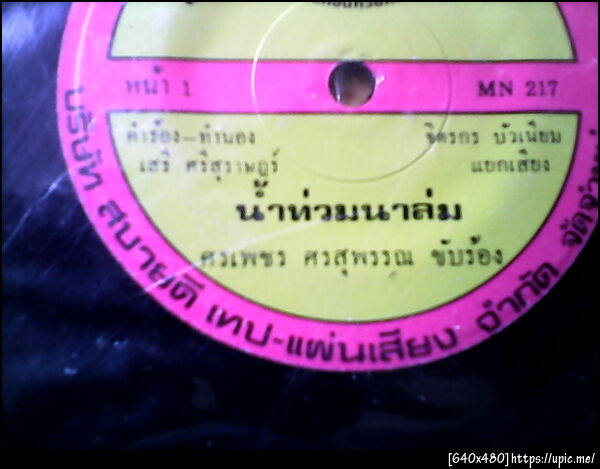 หน้า 1
MN 217
คำร้อง-ทำนอง
เสรี ศรีสุราษฎร์
จิตรกร บัวเนียม
แยกเสียง
น้ำท่วมนาล่ม
ศรเพชร ศรสุพรรณ ขับร้อง
บริษัท สบายดี เทป-แผ่นเสียง จำกัด
[640x480]https://upic.me/